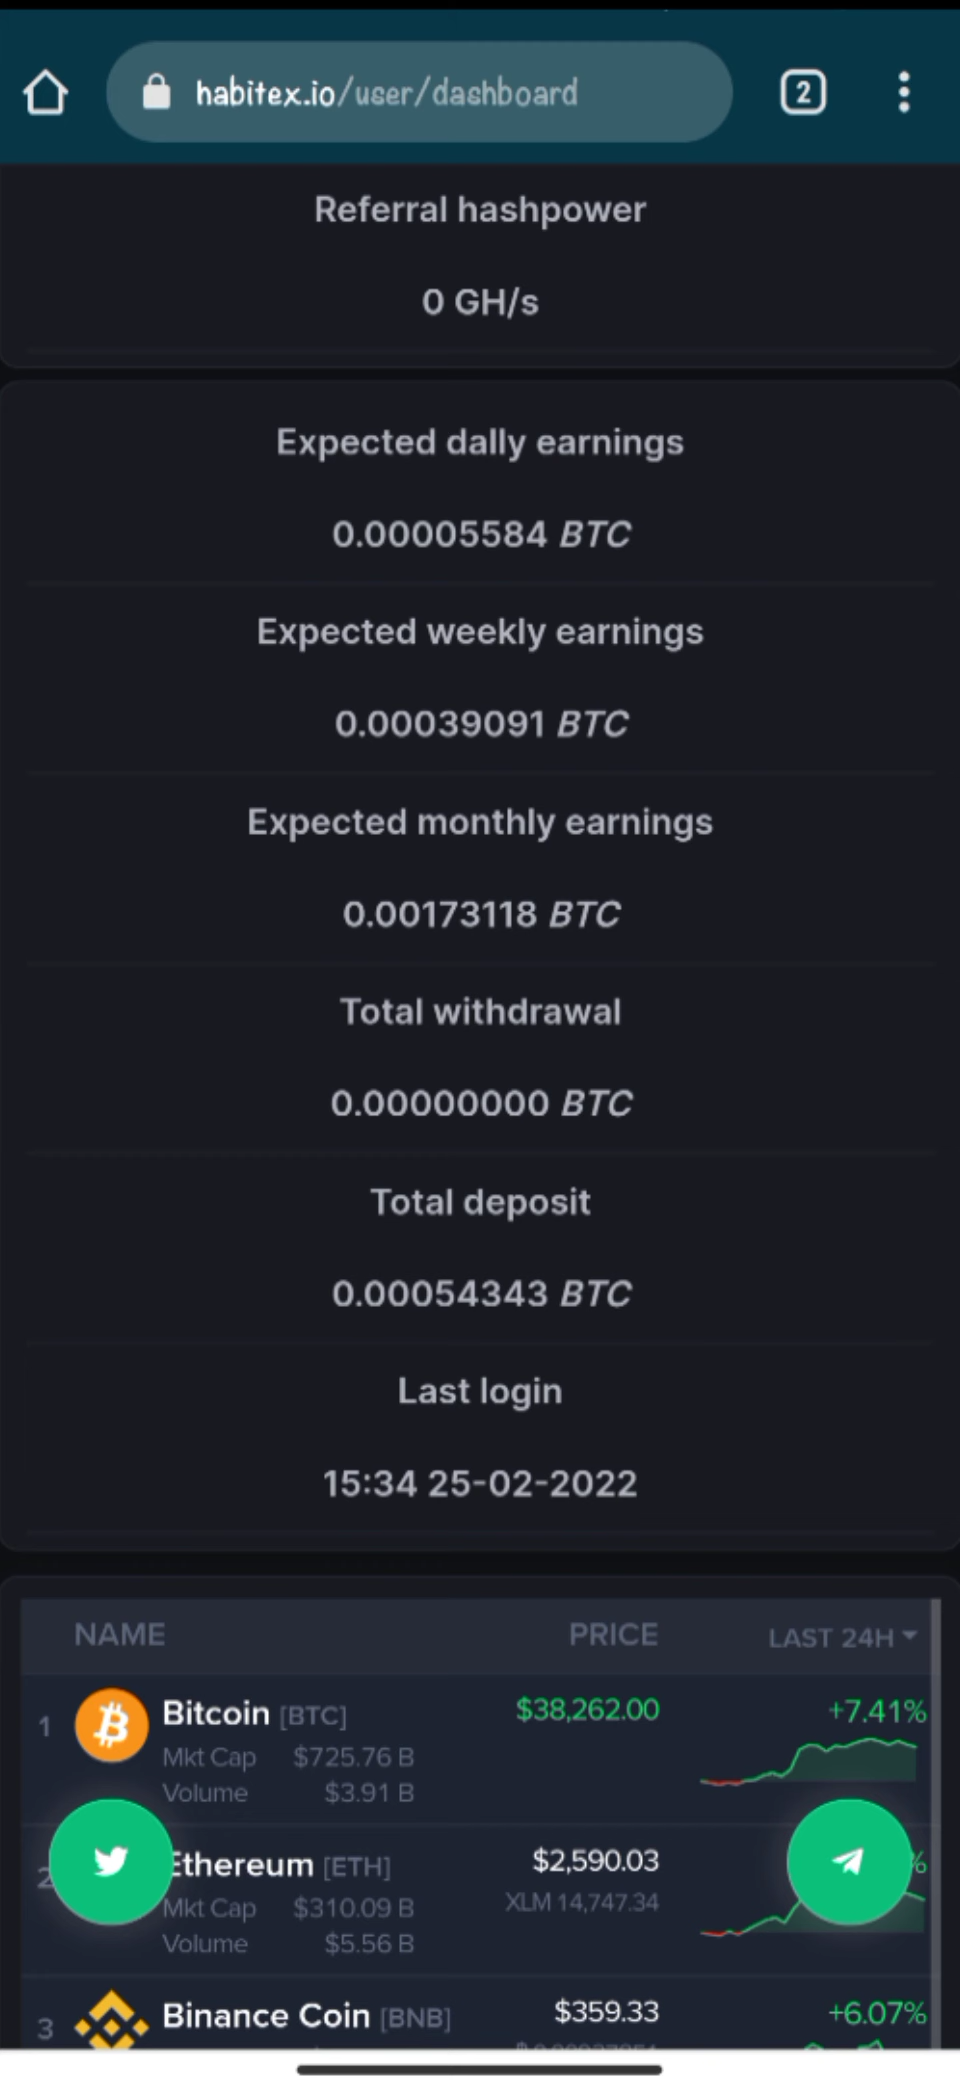 habitex.io/user/dashboard
2
Referral hashpower
0 GH/s
Expected dally earnings
0.00005584 BTC
Expected weekly earnings
0.00039091 BTC
Expected monthly earnings
0.00173118 BTC
Total withdrawal
0.00000000 BTC
Total deposit
0.00054343 BTC
Last login
15:34 25-02-2022
NAME PRICE LAST 24H
1 Bitcoin [BTC] $38,262.00 +7.41%
Mkt Cap $725.76 B
Volume $3.91 B
2 Ethereum [ETH] $2,590.03 %
Mkt Cap $310.09 B XLM 14,747.34
Volume $5.56 B
3 Binance Coin [BNB] $359.33 +6.07%